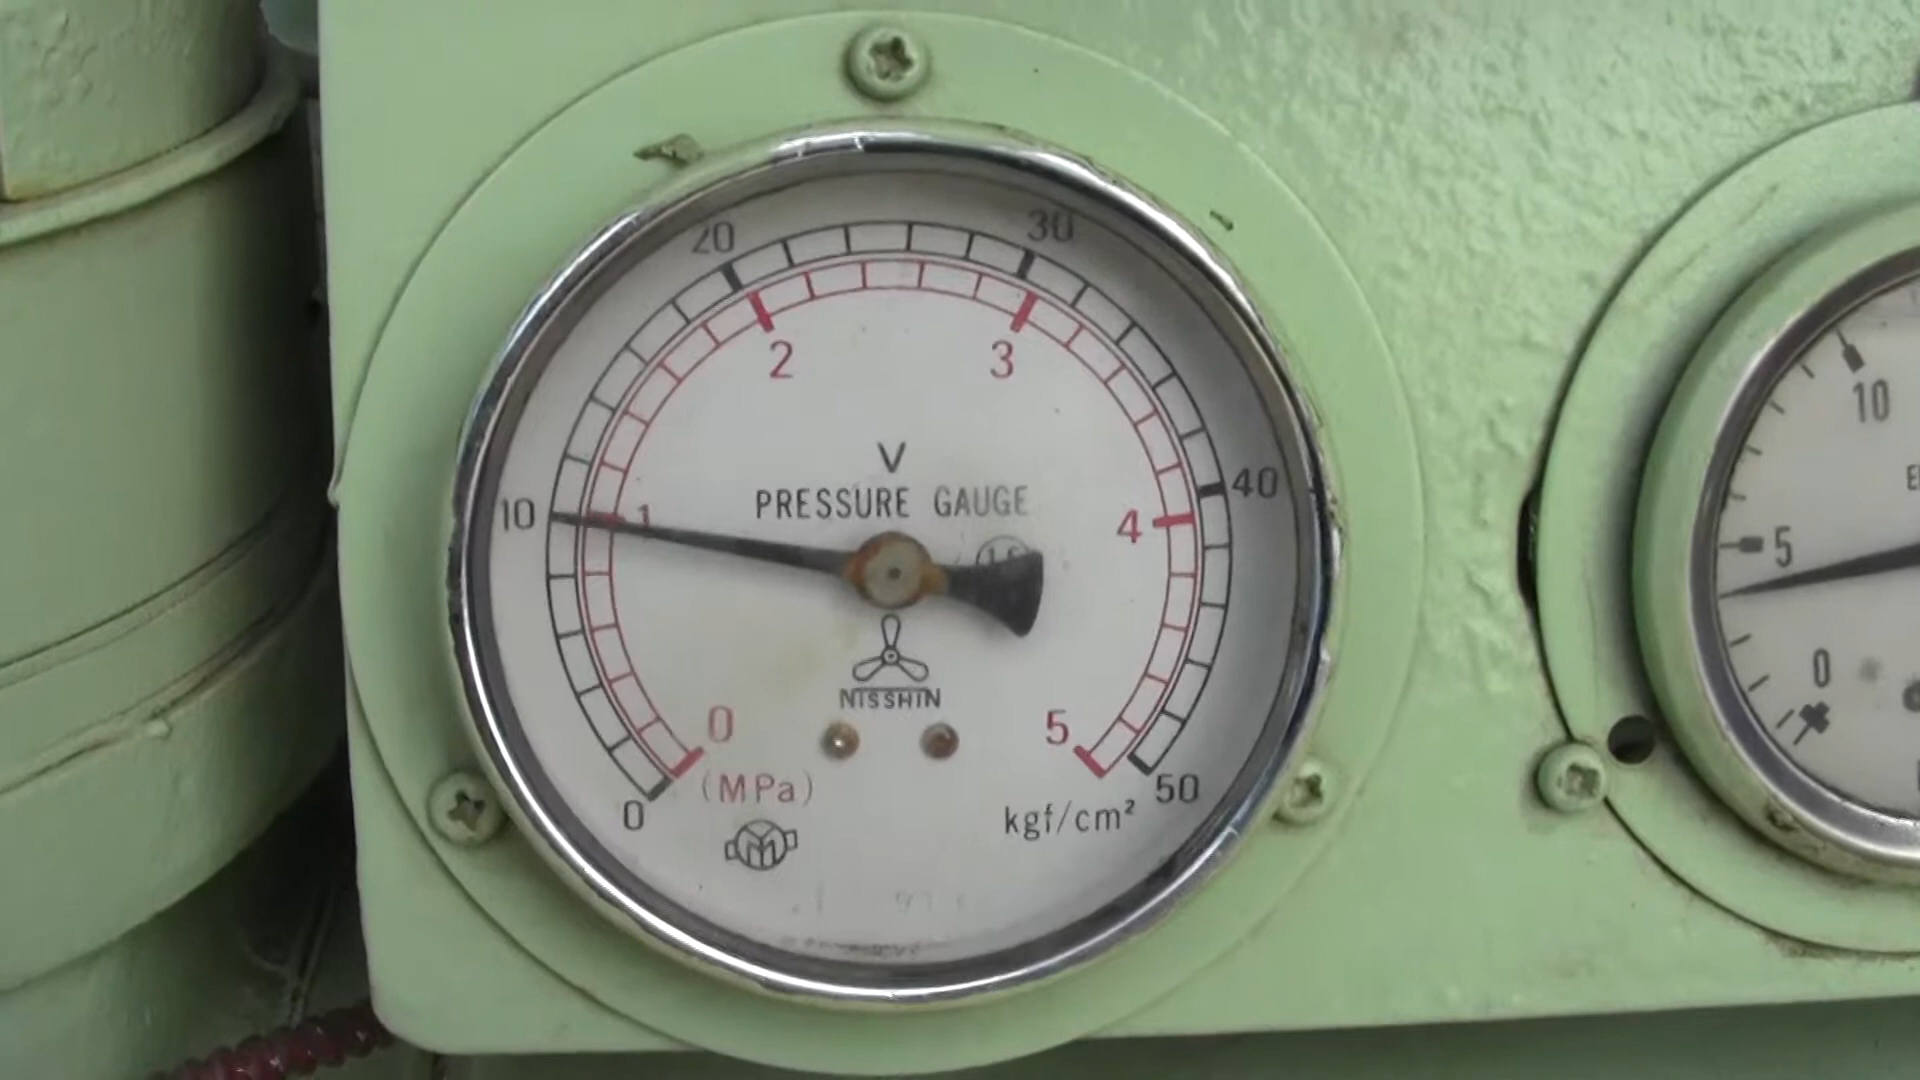 20 30
2 3
10 1 4 40
V
PRESSURE GAUGE
NISSHIN
0 5
(MPa)
0 kgf/cm² 50
10
5
0